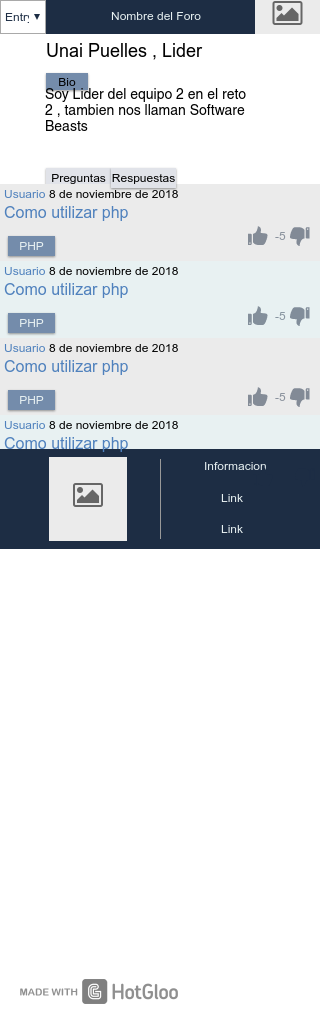 Entry
Nombre del Foro
Unai Puelles , Lider
Bio
Soy Lider del equipo 2 en el reto
2 , tambien nos llaman Software
Beasts
Preguntas Respuestas
Usuario 8 de noviembre de 2018
Como utilizar php
PHP
-5
Usuario 8 de noviembre de 2018
Como utilizar php
PHP
-5
Usuario 8 de noviembre de 2018
Como utilizar php
PHP
-5
Usuario 8 de noviembre de 2018
Como utilizar php
Informacion
Link
Link
MADE WITH HotGloo